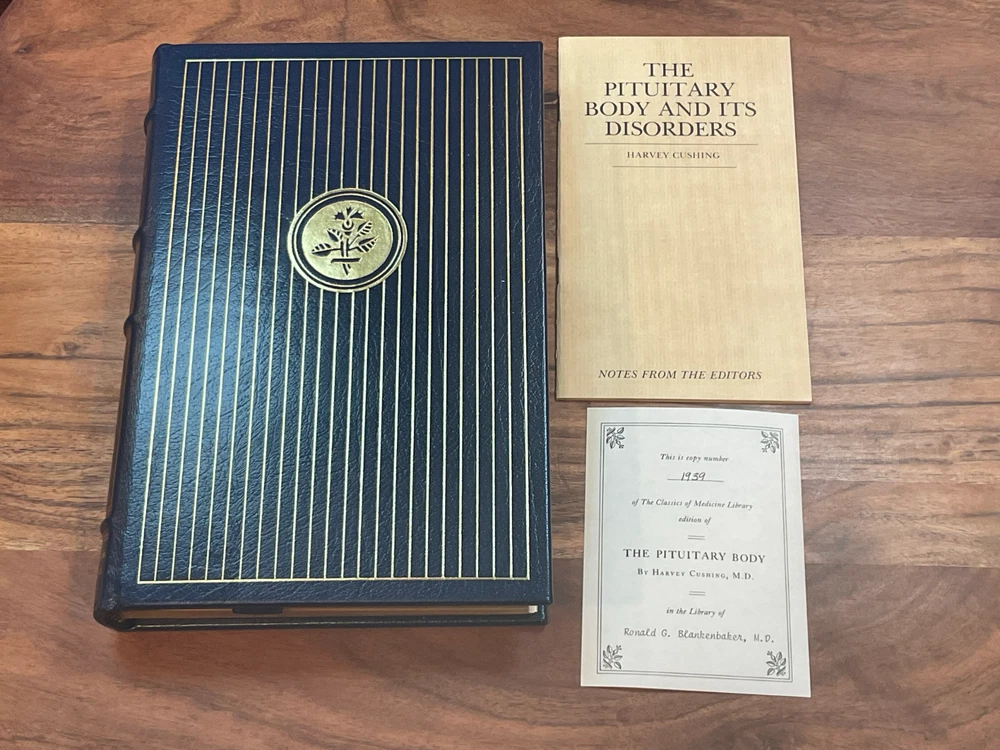 THE
PITUITARY
BODY AND ITS
DISORDERS
HARVEY CUSHING
NOTES FROM THE EDITORS
This is copy number
1939
of The Classics of Medicine Library
edition of
THE PITUITARY BODY
By Harvey Cushing, M.D.
in the Library of
Ronald G. Blankenbaker, M.D.